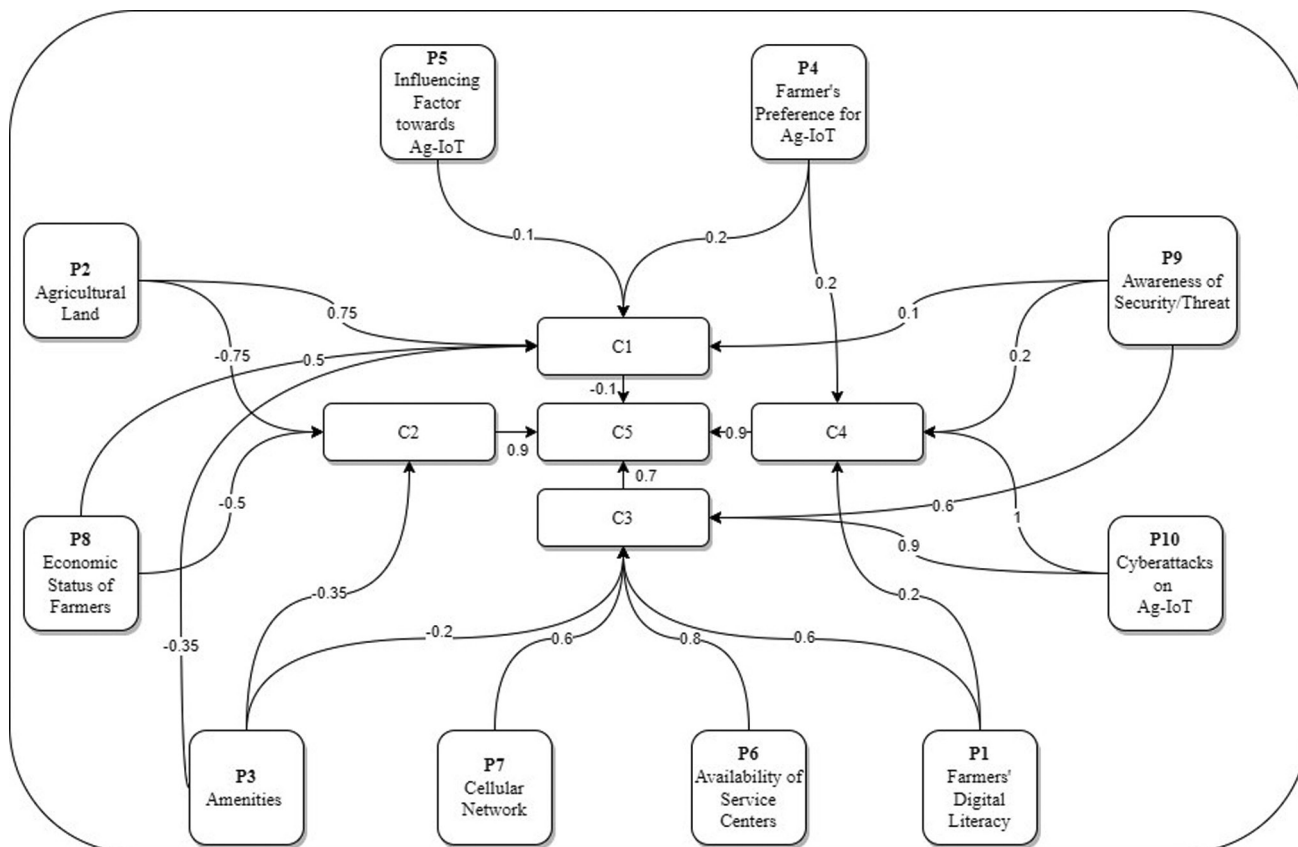 P5
Influencing
Factor
towards
Ag-IoT
P4
Farmer's
Preference for
Ag-IoT
P2
Agricultural
Land
P9
Awareness of
Security/Threat
0.1
0.2
0.2
0.75
0.1
-0.75
0.5
C1
0.2
-0.1
C2
0.9
C5
0.9
C4
0.7
-0.5
C3
0.6
1
0.9
P8
Economic
Status of
Farmers
P10
Cyberattacks
on
Ag-IoT
-0.35
0.2
-0.35
-0.2
0.6
0.8
0.6
P3
Amenities
P7
Cellular
Network
P6
Availability of
Service
Centers
P1
Farmers'
Digital
Literacy